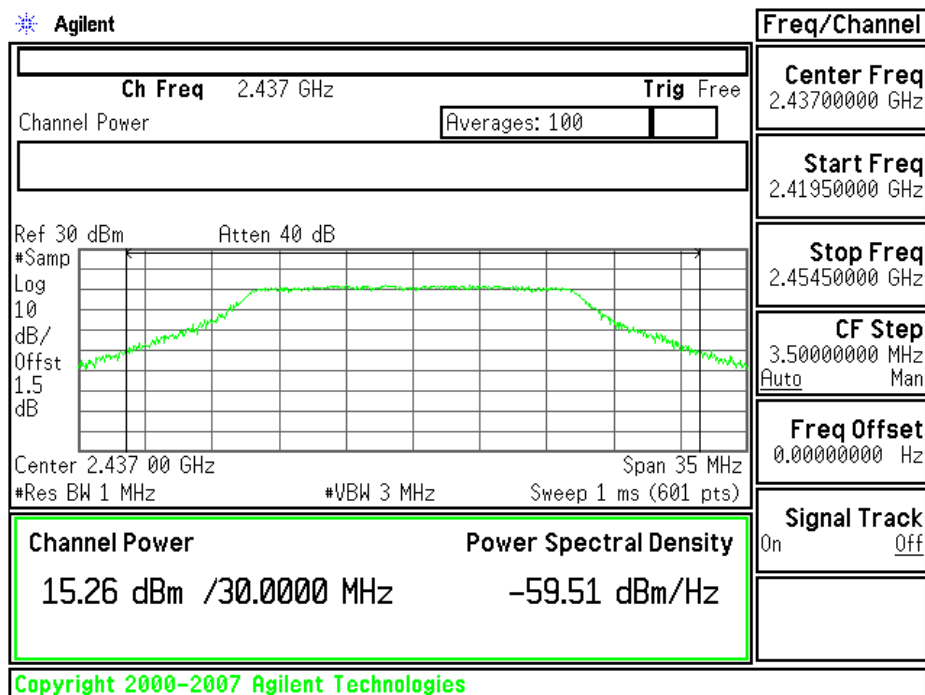 Agilent
Freq/Channel
Ch Freq 2.437 GHz Trig Free
Channel Power Averages: 100
Ref 30 dBm Atten 40 dB
#Samp
Log
10
dB/
Offst
1.5
dB
Center 2.437 00 GHz Span 35 MHz
#Res BW 1 MHz #VBW 3 MHz Sweep 1 ms (601 pts)
Channel Power Power Spectral Density
15.26 dBm /30.0000 MHz -59.51 dBm/Hz
Center Freq
2.43700000 GHz
Start Freq
2.41950000 GHz
Stop Freq
2.45450000 GHz
CF Step
3.50000000 MHz
Auto Man
Freq Offset
0.00000000 Hz
Signal Track
On Off
Copyright 2000-2007 Agilent Technologies